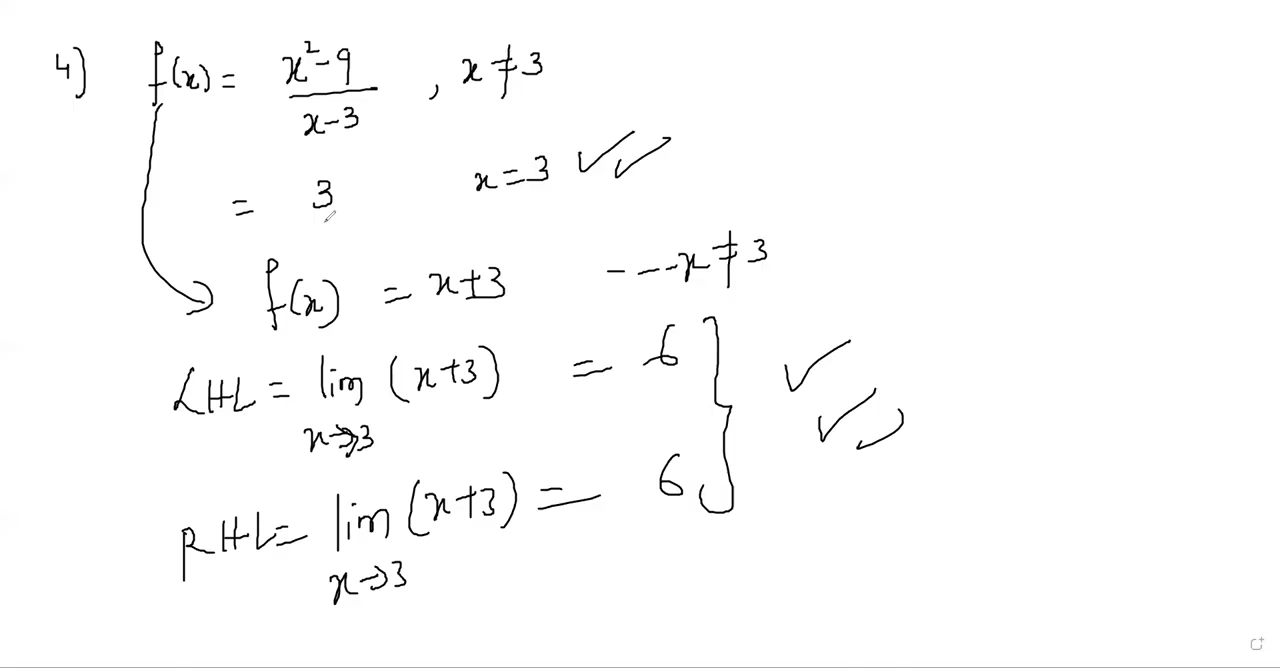 4) f(x) = x²-9 / x-3 , x≠3
= 3 x=3
f(x) = x+3 ---x≠3
LHL = lim x→3 (x+3) = 6
RHL = lim x→3 (x+3) = 6